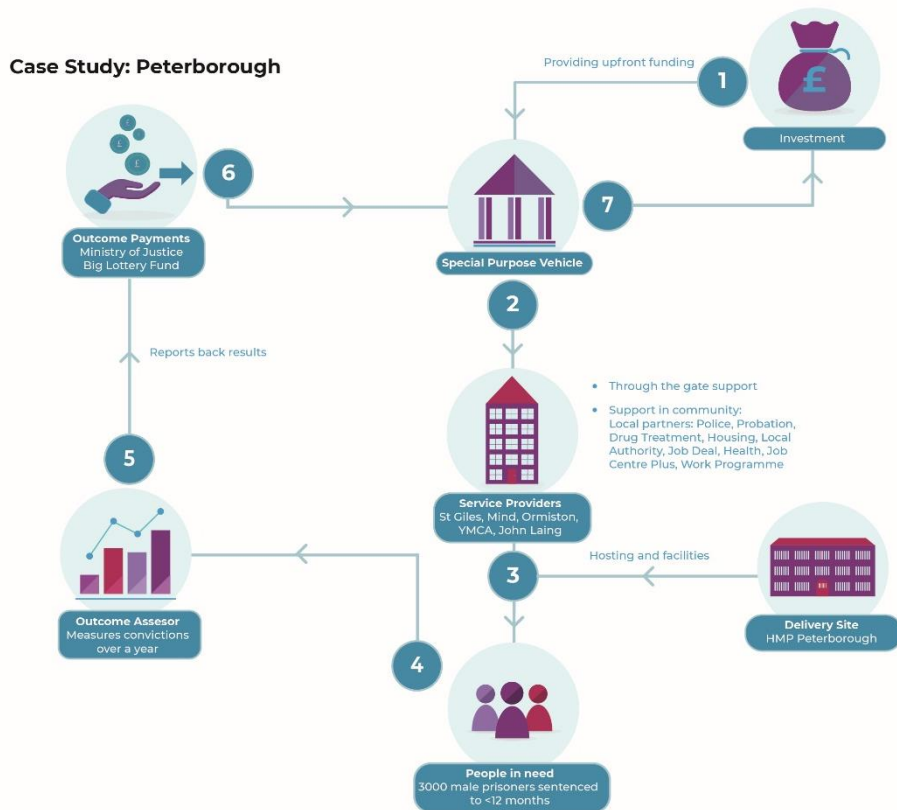 Case Study: Peterborough
Providing upfront funding
1
£
Investment
£
£
£
6
Outcome Payments
Ministry of Justice
Big Lottery Fund
Special Purpose Vehicle
7
2
Reports back results
• Through the gate support
• Support in community:
Local partners: Police, Probation,
Drug Treatment, Housing, Local
Authority, Job Deal, Health, Job
Centre Plus, Work Programme
Service Providers
St Giles, Mind, Ormiston,
YMCA, John Laing
5
Outcome Assesor
Measures convictions
over a year
3
Hosting and facilities
Delivery Site
HMP Peterborough
4
People in need
3000 male prisoners sentenced
to <12 months